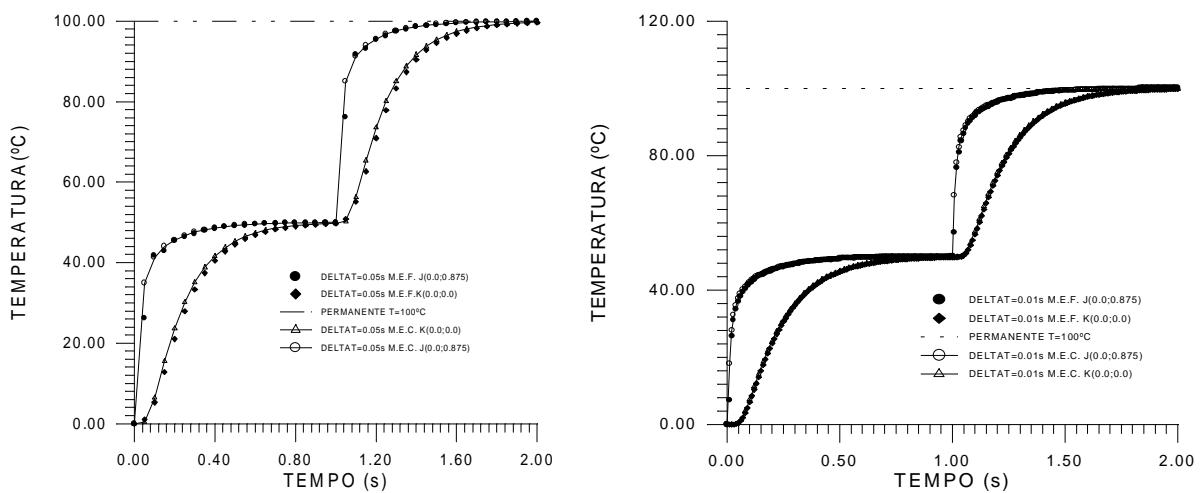 100.00
80.00
60.00
40.00
20.00
0.00
TEMPERATURA (ºC)
DELTAT=0.05s M.E.F. J(0.0;0.875)
DELTAT=0.05s M.E.F.K(0.0;0.0)
PERMANENTE T=100ºC
DELTAT=0.05s M.E.C. K(0.0;0.0)
DELTAT=0.05s M.E.C. J(0.0;0.875)
0.00 0.40 0.80 1.20 1.60 2.00
TEMPO (s)
120.00
80.00
40.00
0.00
TEMPERATURA (ºC)
DELTAT=0.01s M.E.F. J(0.0;0.875)
DELTAT=0.01s M.E.F. K(0.0;0.0)
PERMANENTE T=100ºC
DELTAT=0.01s M.E.C. J(0.0;0.875)
DELTAT=0.01s M.E.C. K(0.0;0.0)
0.00 0.50 1.00 1.50 2.00
TEMPO (s)